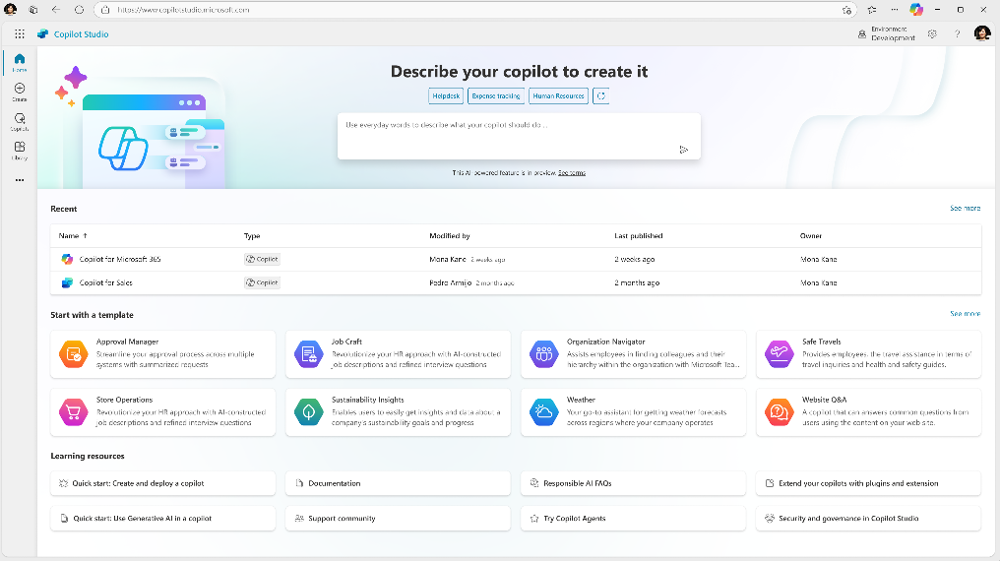 https://www.copilotstudio.microsoft.com
Copilot Studio
Environment
Development
Home
Create
Copilots
Library
Describe your copilot to create it
Helpdesk
Expense tracking
Human Resources
Use everyday words to describe what your copilot should do ...
This AI-powered feature is in preview. See terms
Recent
See more
Name ↑ Type Modified by Last published Owner
Copilot for Microsoft 365 Copilot Mona Kane 2 weeks ago 2 weeks ago Mona Kane
Copilot for Sales Copilot Pedro Armijo 2 months ago 2 months ago Mona Kane
Start with a template
See more
Approval Manager
Streamline your approval process across multiple
systems with summarized requests
Job Craft
Revolutionize your HR approach with AI-constructed
job descriptions and refined interview questions
Organization Navigator
Assists employees in finding colleagues and their
hierarchy within the organization with Microsoft Tea...
Safe Travels
Provides employees, the travel assistance in terms of
travel inquiries and health and safety guides...
Store Operations
Revolutionize your HR approach with AI-constructed
job descriptions and refined interview questions
Sustainability Insights
Enables users to easily get insights and data about a
company's sustainability goals and progress
Weather
Your go-to assistant for getting weather forecasts
across regions where your company operates
Website Q&A
A copilot that can answers common questions from
users using the content on your web site.
Learning resources
Quick start: Create and deploy a copilot
Documentation
Responsible AI FAQs
Extend your copilots with plugins and extension
Quick start: Use Generative AI in a copilot
Support community
Try Copilot Agents
Security and governance in Copilot Studio